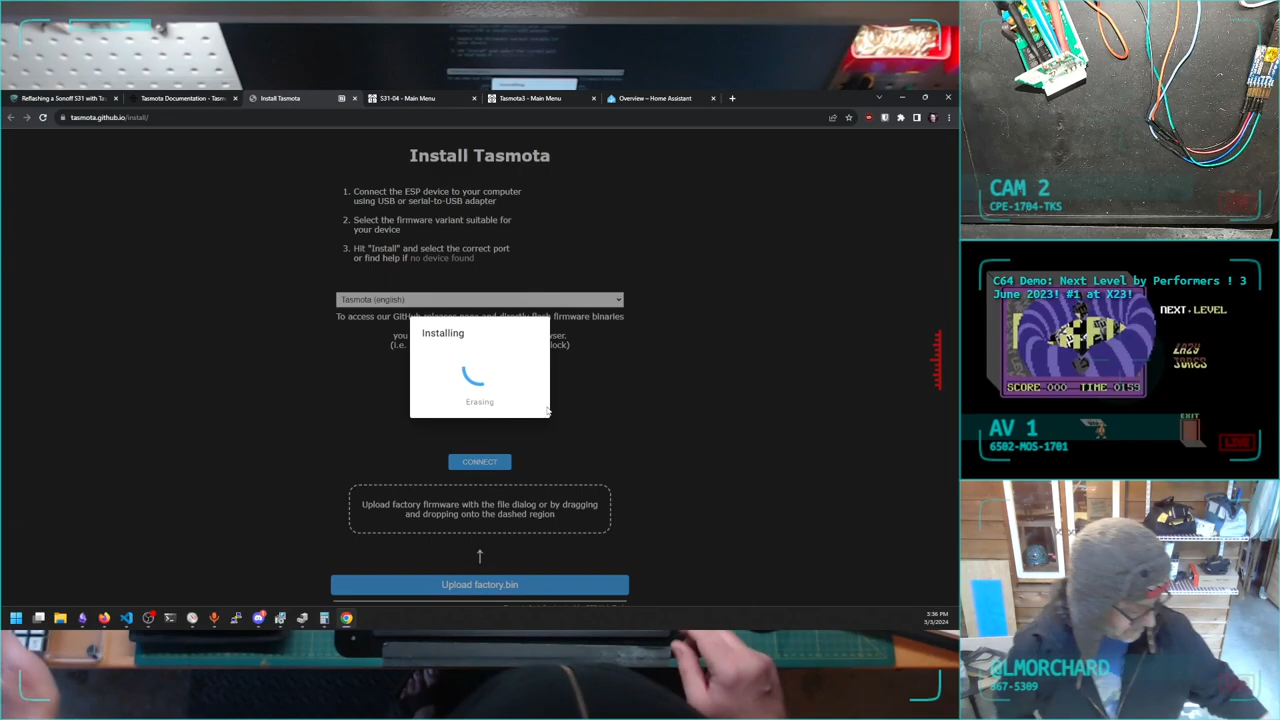 Reflashing a Sonoff S31 with Ta
Tasmota Documentation - Tasm
Install Tasmota
S31-04 - Main Menu
Tasmota3 - Main Menu
Overview – Home Assistant
tasmota.github.io/install/
Install Tasmota
1. Connect the ESP device to your computer
using USB or serial-to-USB adapter
2. Select the firmware variant suitable for
your device
3. Hit "Install" and select the correct port
or find help if no device found
Tasmota (english)
To access our GitHub releases page and directly flash firmware binaries
you
(i.e.
Installing
Erasing
CONNECT
Upload factory firmware with the file dialog or by dragging
and dropping onto the dashed region
↑
Upload factory.bin
3:36 PM
3/3/2024
CAM 2
CPE-1704-TKS
C64 Demo: Next Level by Performers ! 3
June 2023! #1 at X23!
NEXT LEVEL
LAZY
JONES
SCORE 000 TIME 0159
EXIT
AV 1
6502-MOS-1701
LIVE
@LMORCHARD
867-5309